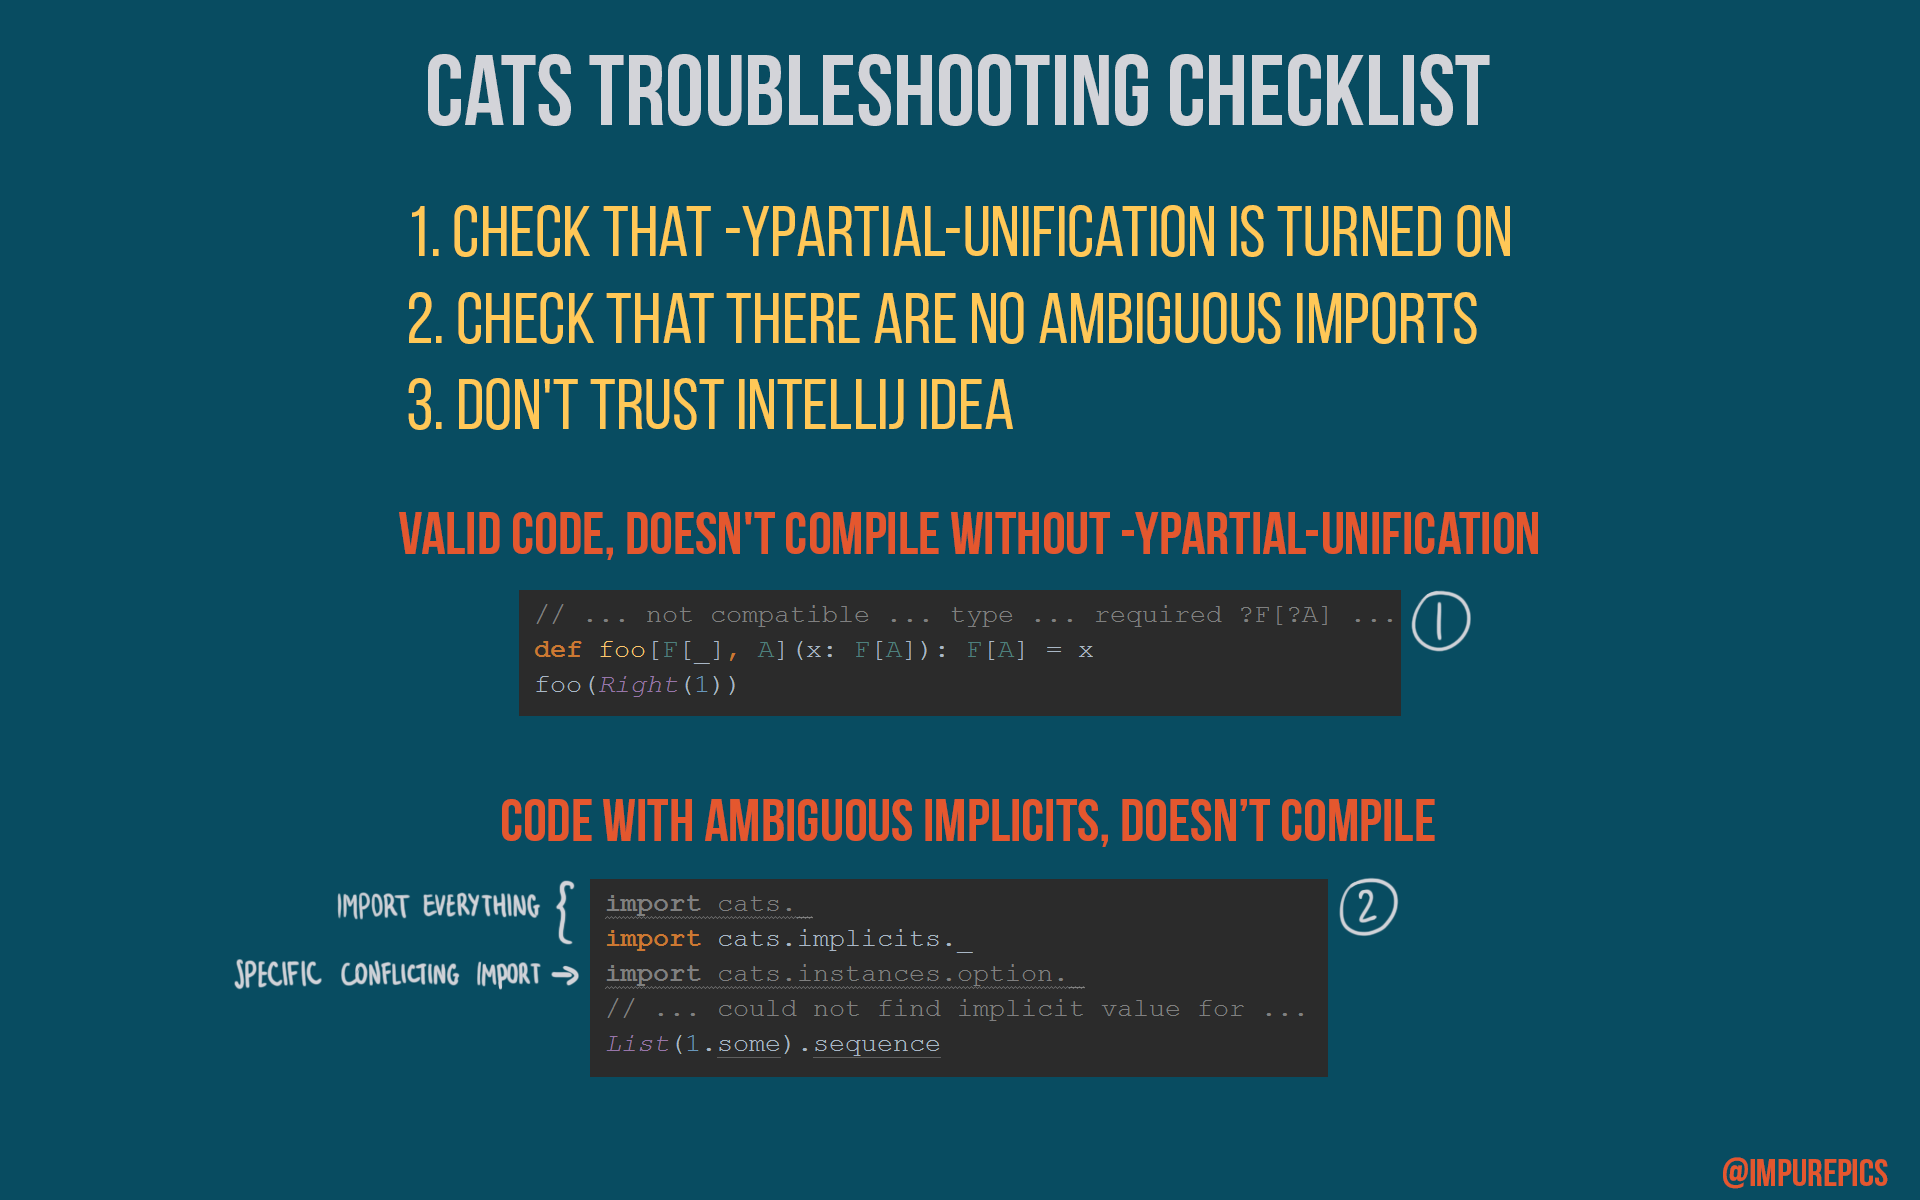 CATS TROUBLESHOOTING CHECKLIST
1. CHECK THAT -YPARTIAL-UNIFICATION IS TURNED ON
2. CHECK THAT THERE ARE NO AMBIGUOUS IMPORTS
3. DON'T TRUST INTELLIJ IDEA
VALID CODE, DOESN'T COMPILE WITHOUT -YPARTIAL-UNIFICATION
// ... not compatible ... type ... required ?F[?A] ...
1
def foo[F[_], A](x: F[A]): F[A] = x
foo(Right(1))
CODE WITH AMBIGUOUS IMPLICITS, DOESN’T COMPILE
IMPORT EVERYTHING {
import cats._
2
import cats.implicits._
SPECIFIC CONFLICTING IMPORT →
import cats.instances.option._
// ... could not find implicit value for ...
List(1.some).sequence
@IMPUREPICS